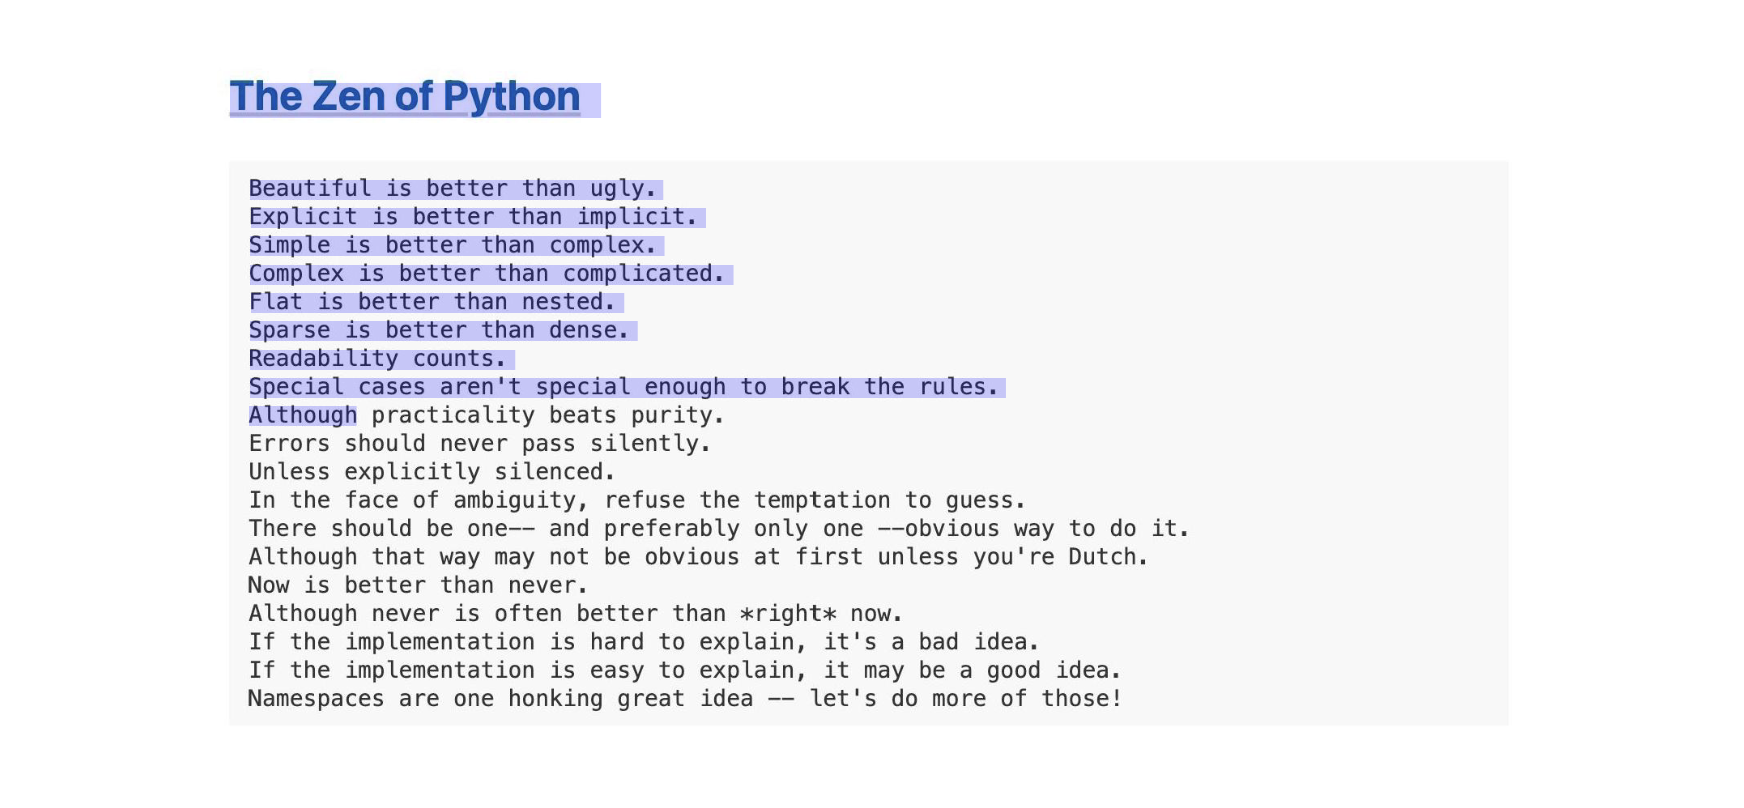 The Zen of Python
Beautiful is better than ugly.
Explicit is better than implicit.
Simple is better than complex.
Complex is better than complicated.
Flat is better than nested.
Sparse is better than dense.
Readability counts.
Special cases aren't special enough to break the rules.
Although practicality beats purity.
Errors should never pass silently.
Unless explicitly silenced.
In the face of ambiguity, refuse the temptation to guess.
There should be one-- and preferably only one --obvious way to do it.
Although that way may not be obvious at first unless you're Dutch.
Now is better than never.
Although never is often better than *right* now.
If the implementation is hard to explain, it's a bad idea.
If the implementation is easy to explain, it may be a good idea.
Namespaces are one honking great idea -- let's do more of those!